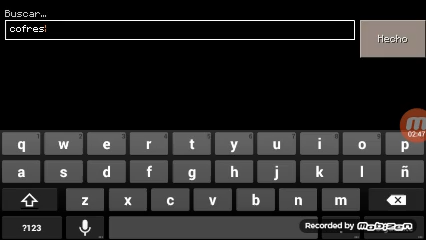 Buscar...
cofres
Hecho
02:47
q w e r t y u i o p
a s d f g h j k l ñ
z x c v b n m
?123
Recorded by Mobizen